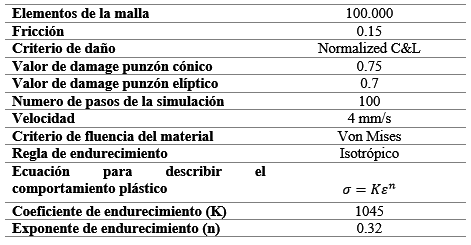 Elementos de la malla 100.000
Fricción 0.15
Criterio de daño Normalized C&L
Valor de damage punzón cónico 0.75
Valor de damage punzón elíptico 0.7
Numero de pasos de la simulación 100
Velocidad 4 mm/s
Criterio de fluencia del material Von Mises
Regla de endurecimiento Isotrópico
Ecuación para describir el
comportamiento plástico σ = Kεⁿ
Coeficiente de endurecimiento (K) 1045
Exponente de endurecimiento (n) 0.32